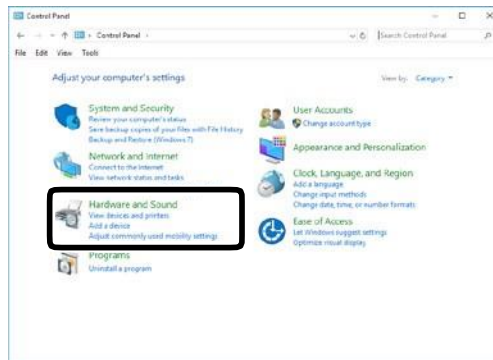 Control Panel
Control Panel
Search Control Panel
File Edit View Tools
Adjust your computer's settings
View by: Category
System and Security
Review your computer's status
Save backup copies of your files with File History
Backup and Restore (Windows 7)
Network and Internet
Connect to the Internet
View network status and tasks
Hardware and Sound
View devices and printers
Add a device
Adjust commonly used mobility settings
Programs
Uninstall a program
User Accounts
Change account type
Appearance and Personalization
Clock, Language, and Region
Add a language
Change input methods
Change date, time, or number formats
Ease of Access
Let Windows suggest settings
Optimize visual display